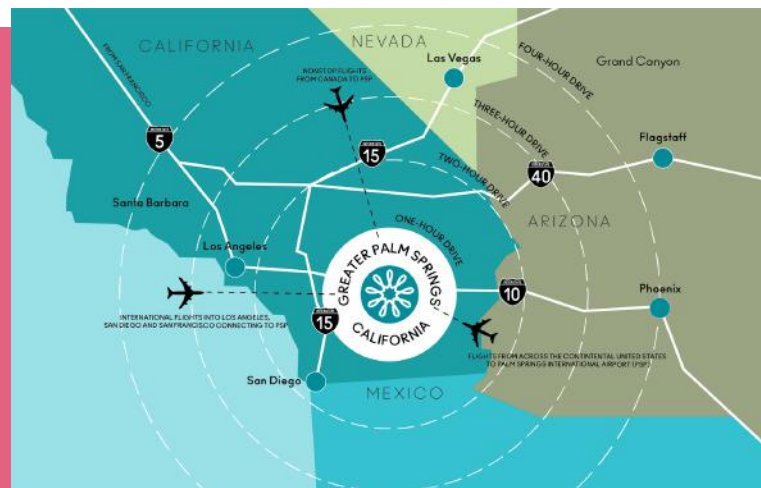 CALIFORNIA
NEVADA
Las Vegas
FOUR-HOUR DRIVE
Grand Canyon
FROM SAN FRANCISCO
NONSTOP FLIGHTS
FROM CANADA TO PSP
THREE-HOUR DRIVE
5
15
TWO-HOUR DRIVE
40
Flagstaff
Santa Barbara
ONE-HOUR DRIVE
ARIZONA
Los Angeles
GREATER PALM SPRINGS
CALIFORNIA
10
Phoenix
INTERNATIONAL FLIGHTS INTO LOS ANGELES,
SAN DIEGO AND SANFRANCISCO CONNECTING TO PSP
15
FLIGHTS FROM ACROSS THE CONTINTENTAL UNITED STATES
TO PALM SPRINGS INTERNATIONAL AIRPORT (PSP)
San Diego
MEXICO